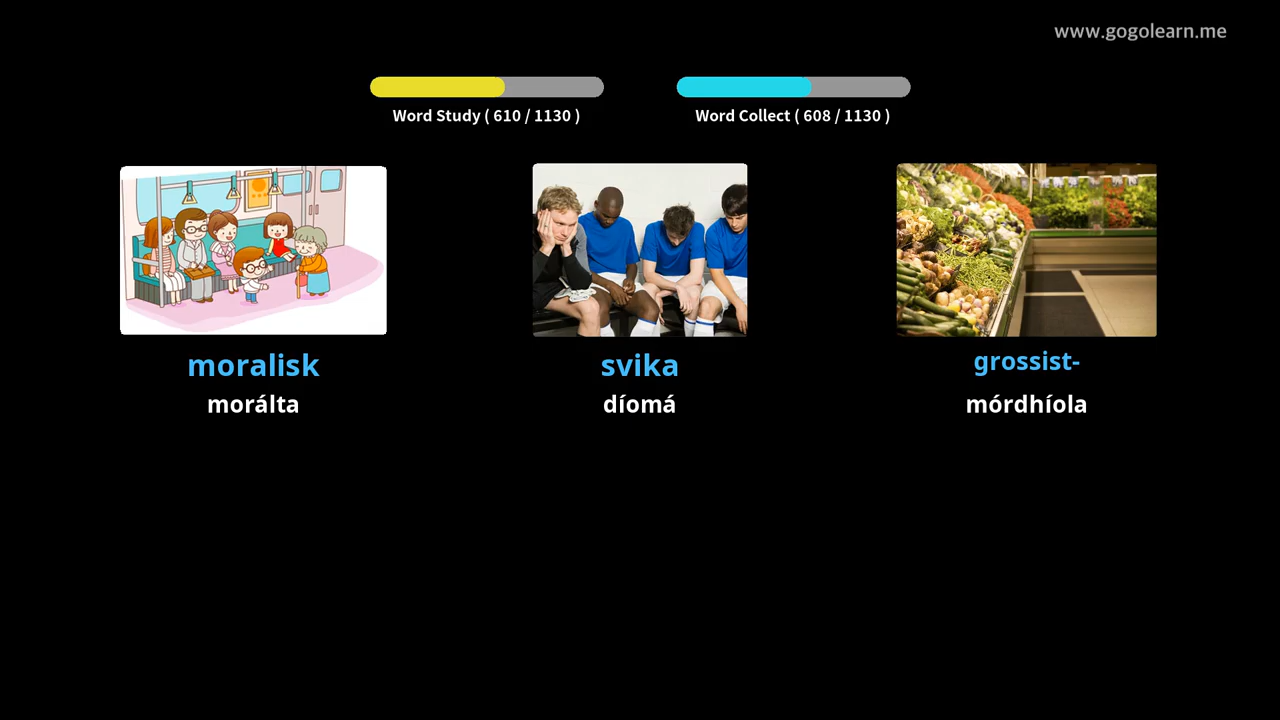 www.gogolearn.me
Word Study ( 610 / 1130 )
Word Collect ( 608 / 1130 )
moralisk
svika
grossist-
morálta
díomá
mórdhíola